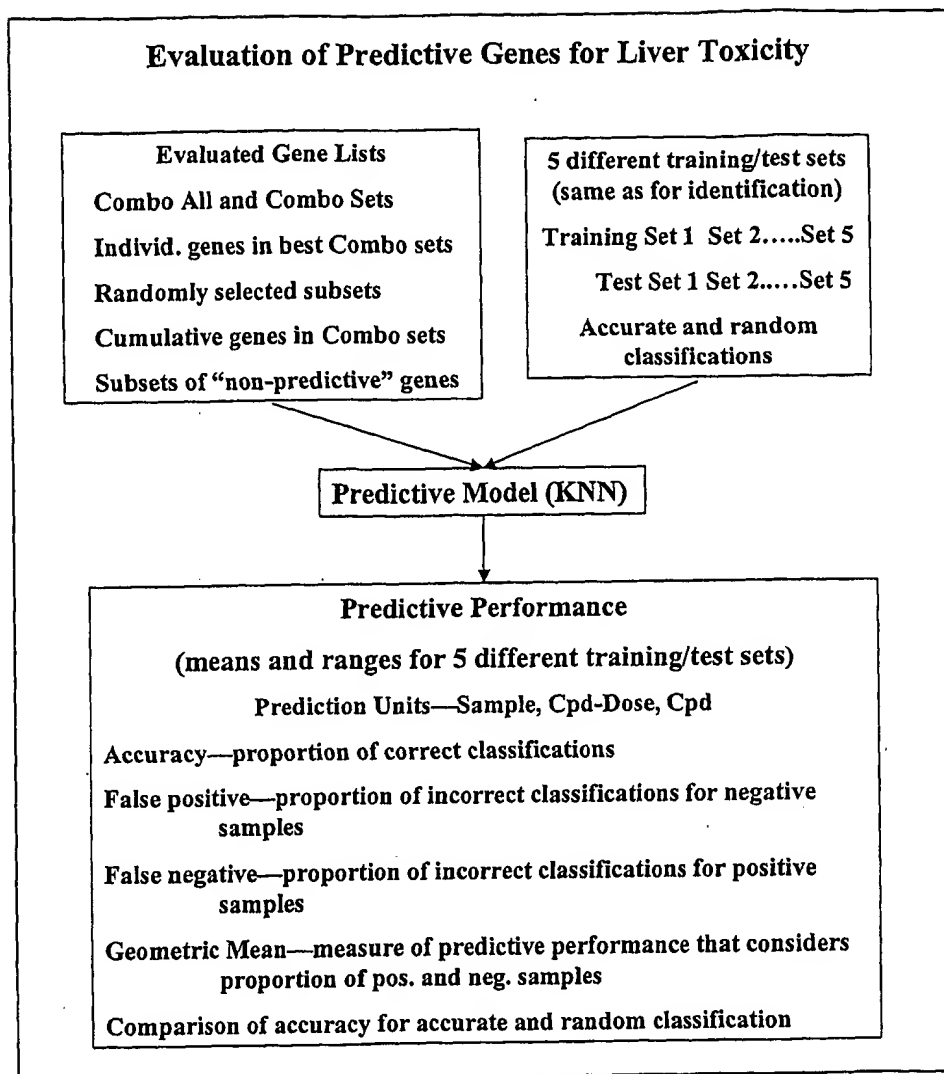 Evaluation of Predictive Genes for Liver Toxicity
Evaluated Gene Lists
Combo All and Combo Sets
Individ. genes in best Combo sets
Randomly selected subsets
Cumulative genes in Combo sets
Subsets of “non-predictive” genes
5 different training/test sets
(same as for identification)
Training Set 1 Set 2.....Set 5
Test Set 1 Set 2.....Set 5
Accurate and random
classifications
Predictive Model (KNN)
Predictive Performance
(means and ranges for 5 different training/test sets)
Prediction Units—Sample, Cpd-Dose, Cpd
Accuracy—proportion of correct classifications
False positive—proportion of incorrect classifications for negative
samples
False negative—proportion of incorrect classifications for positive
samples
Geometric Mean—measure of predictive performance that considers
proportion of pos. and neg. samples
Comparison of accuracy for accurate and random classification